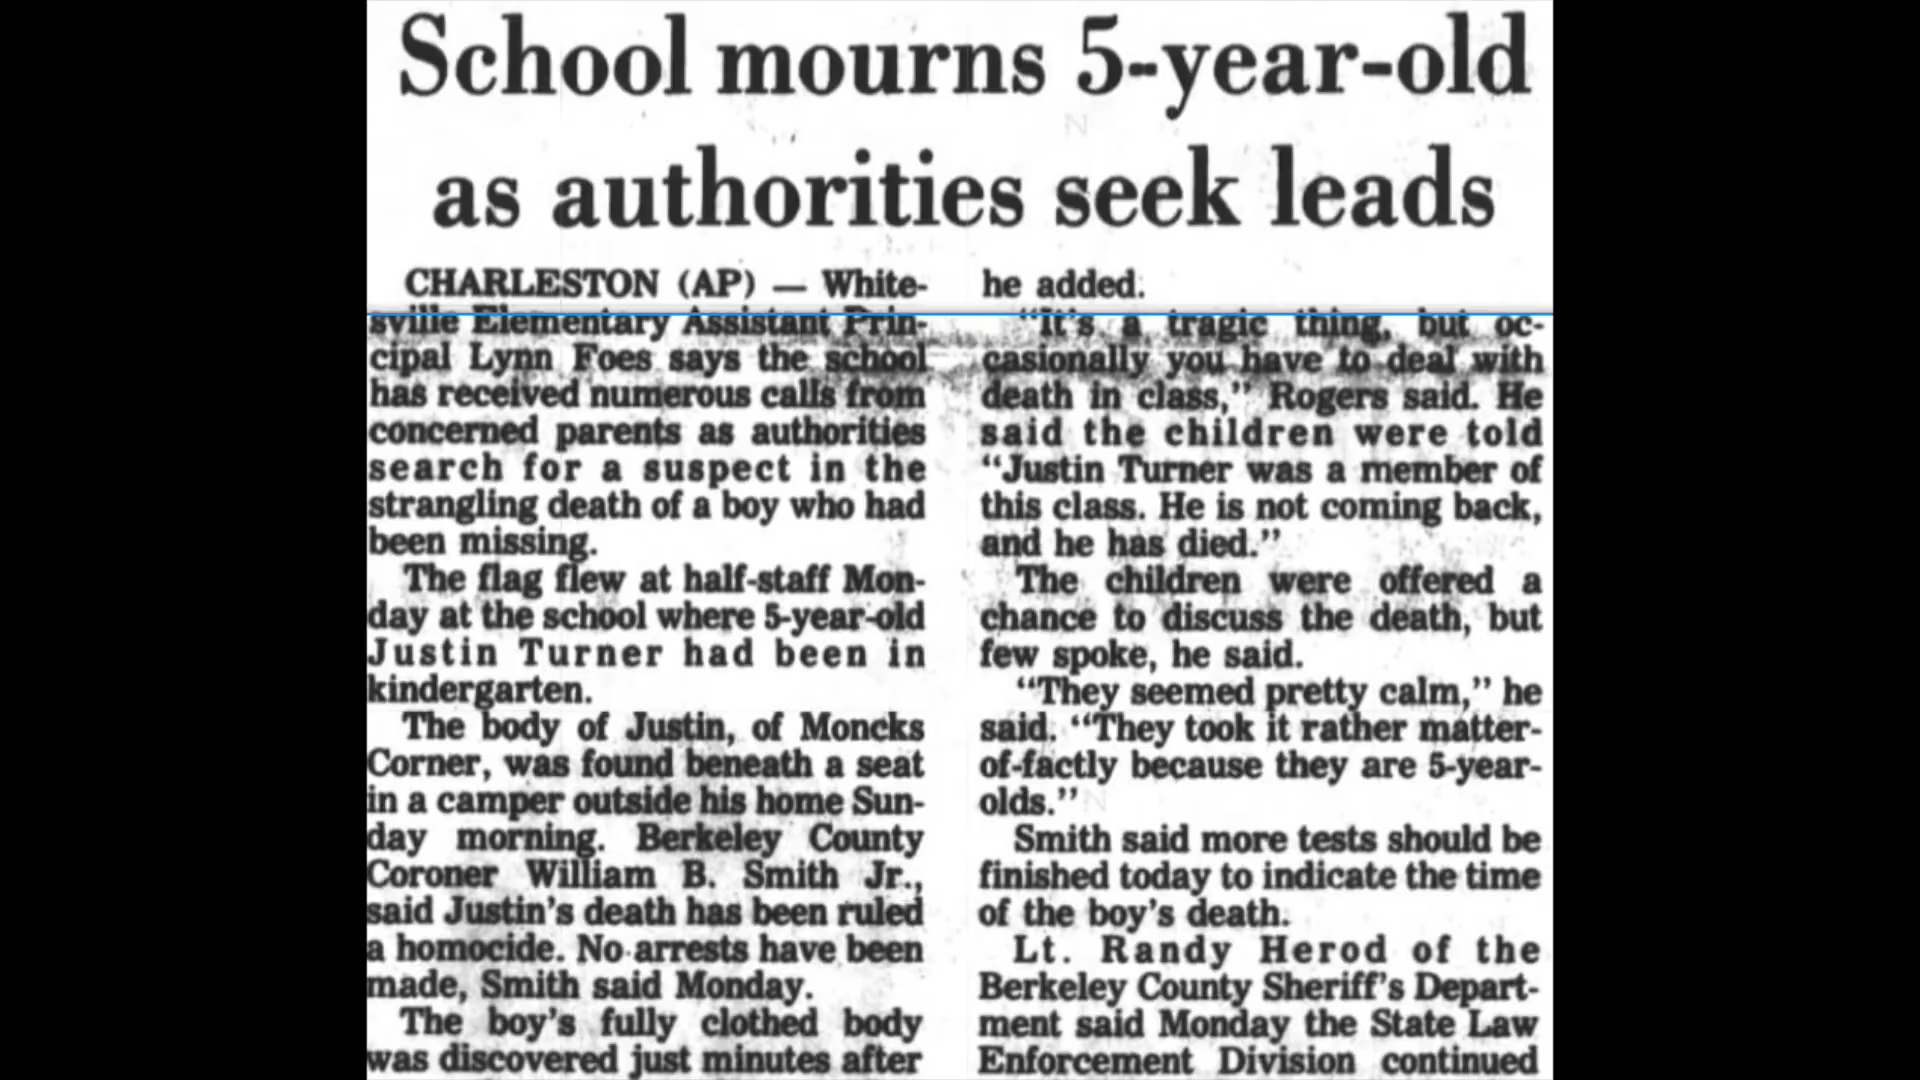 School mourns 5-year-old
as authorities seek leads
CHARLESTON (AP) — White-
sville Elementary Assistant Prin-
cipal Lynn Foes says the school
has received numerous calls from
concerned parents as authorities
search for a suspect in the
strangling death of a boy who had
been missing.
The flag flew at half-staff Mon-
day at the school where 5-year-old
Justin Turner had been in
kindergarten.
The body of Justin, of Moncks
Corner, was found beneath a seat
in a camper outside his home Sun-
day morning. Berkeley County
Coroner William B. Smith Jr.,
said Justin's death has been ruled
a homocide. No arrests have been
made, Smith said Monday.
The boy's fully clothed body
was discovered just minutes after
he added.
"It's a tragic thing, but oc-
casionally you have to deal with
death in class," Rogers said. He
said the children were told
"Justin Turner was a member of
this class. He is not coming back,
and he has died."
The children were offered a
chance to discuss the death, but
few spoke, he said.
"They seemed pretty calm," he
said. "They took it rather matter-
of-factly because they are 5-year-
olds."
Smith said more tests should be
finished today to indicate the time
of the boy's death.
Lt. Randy Herod of the
Berkeley County Sheriff's Depart-
ment said Monday the State Law
Enforcement Division continued